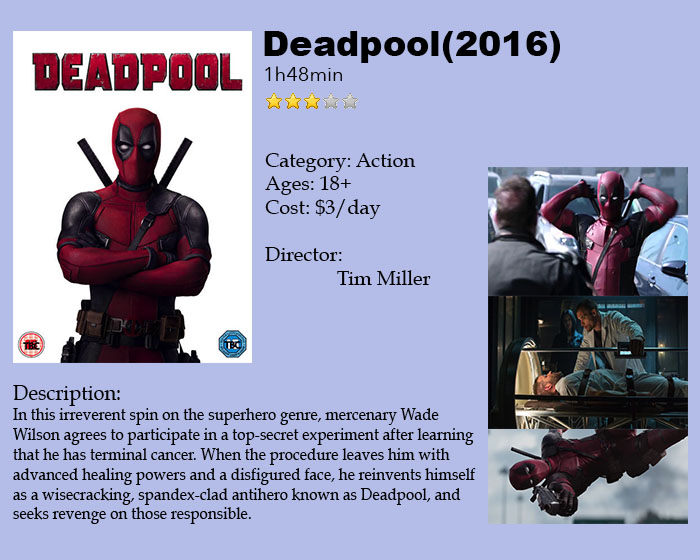 DEADPOOL
TBC
TBC
Deadpool(2016)
1h48min
Category: Action
Ages: 18+
Cost: $3/day
Director:
Tim Miller
Description:
In this irreverent spin on the superhero genre, mercenary Wade
Wilson agrees to participate in a top-secret experiment after learning
that he has terminal cancer. When the procedure leaves him with
advanced healing powers and a disfigured face, he reinvents himself
as a wisecracking, spandex-clad antihero known as Deadpool, and
seeks revenge on those responsible.